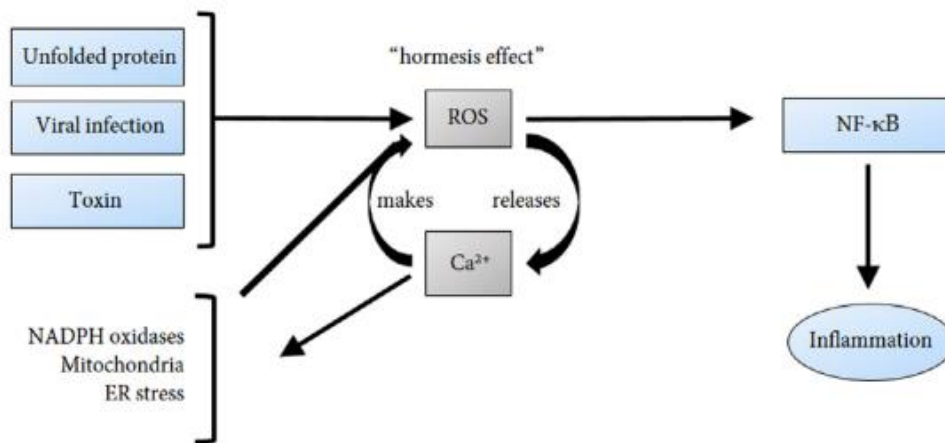 Unfolded protein
Viral infection
Toxin
“hormesis effect”
ROS
NF-κB
makes
releases
Ca²⁺
NADPH oxidases
Mitochondria
ER stress
Inflammation